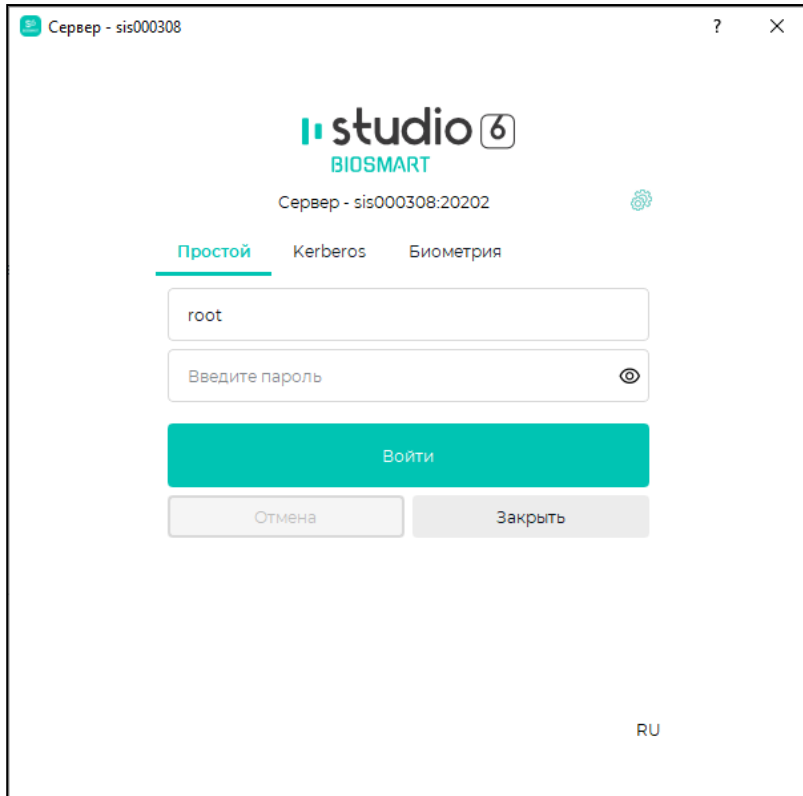 Сервер - sis000308 ?
studio 6
BIOSMART
Сервер - sis000308:20202
Простой Kerberos Биометрия
root
Введите пароль
Войти
Отмена Закрыть
RU